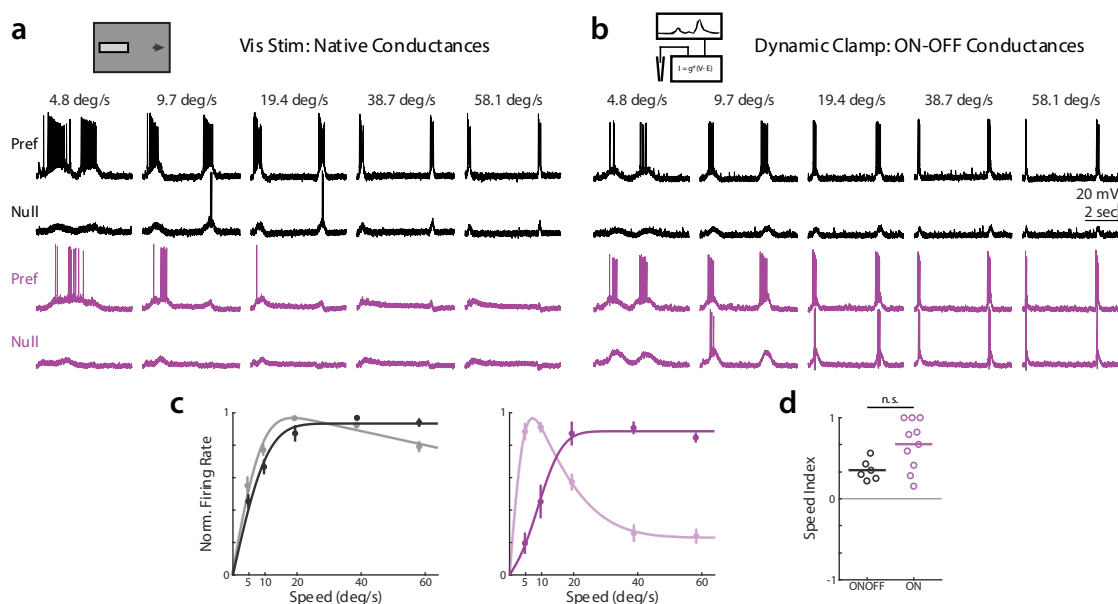 a
Vis Stim: Native Conductances
b
I = g*(V-E)
Dynamic Clamp: ON-OFF Conductances
4.8 deg/s 9.7 deg/s 19.4 deg/s 38.7 deg/s 58.1 deg/s
4.8 deg/s 9.7 deg/s 19.4 deg/s 38.7 deg/s 58.1 deg/s
Pref
Null
Pref
Null
20 mV
2 sec
c
Norm. Firing Rate
1
0
5 10 20 40 60
Speed (deg/s)
1
0
5 10 20 40 60
Speed (deg/s)
d
n.s.
Speed Index
1
0
-1
ONOFF ON